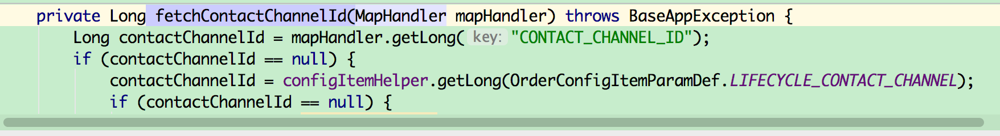 private Long fetchContactChannelId(MapHandler mapHandler) throws BaseAppException {
Long contactChannelId = mapHandler.getLong( key: "CONTACT_CHANNEL_ID");
if (contactChannelId == null) {
contactChannelId = configItemHelper.getLong(OrderConfigItemParamDef.LIFECYCLE_CONTACT_CHANNEL);
if (contactChannelId == null) {